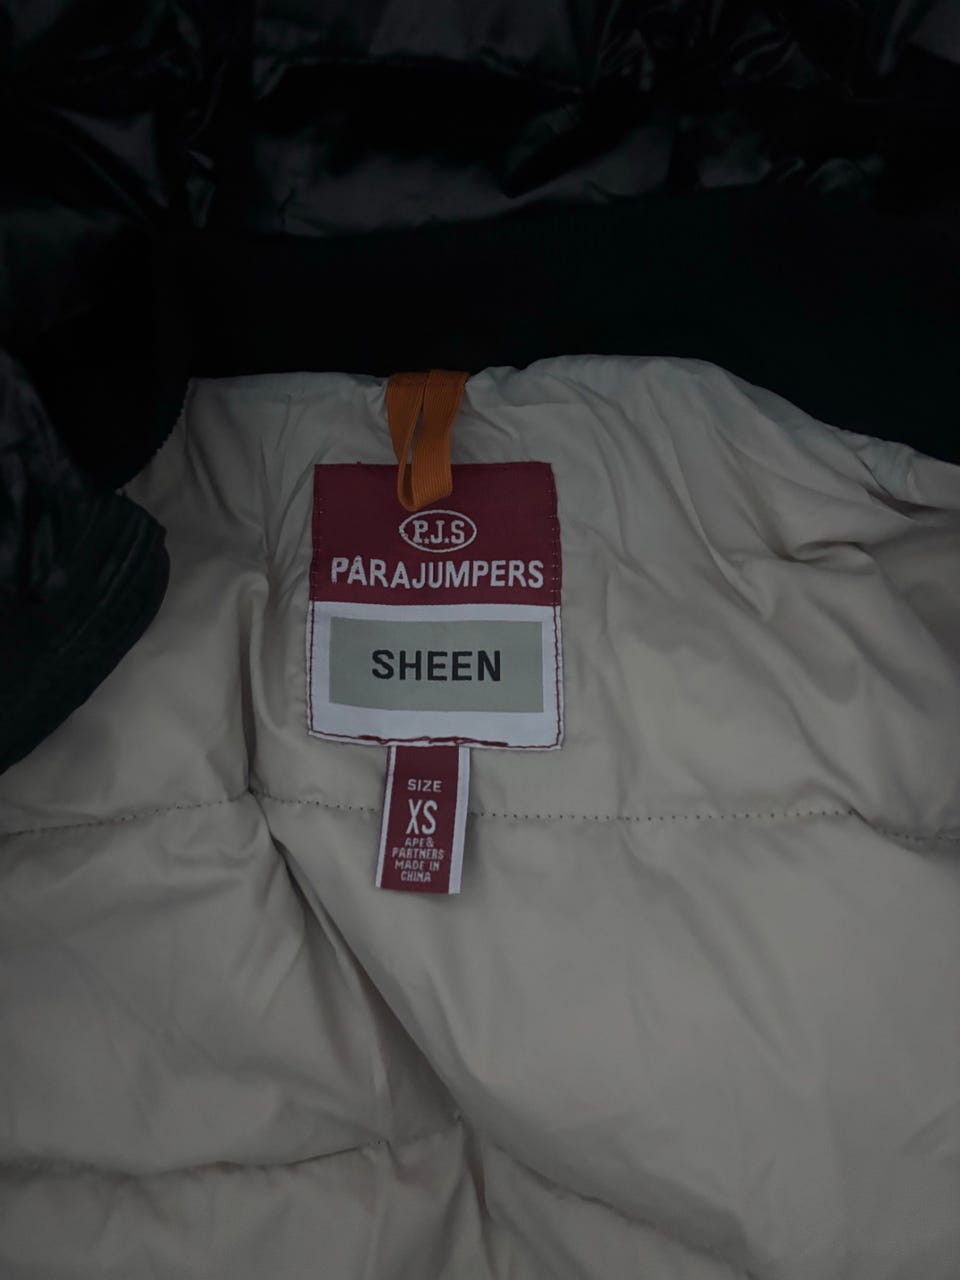 P.J.S
PARAJUMPERS
SHEEN
SIZE
XS
APE&
PARTNERS
MADE IN
CHINA